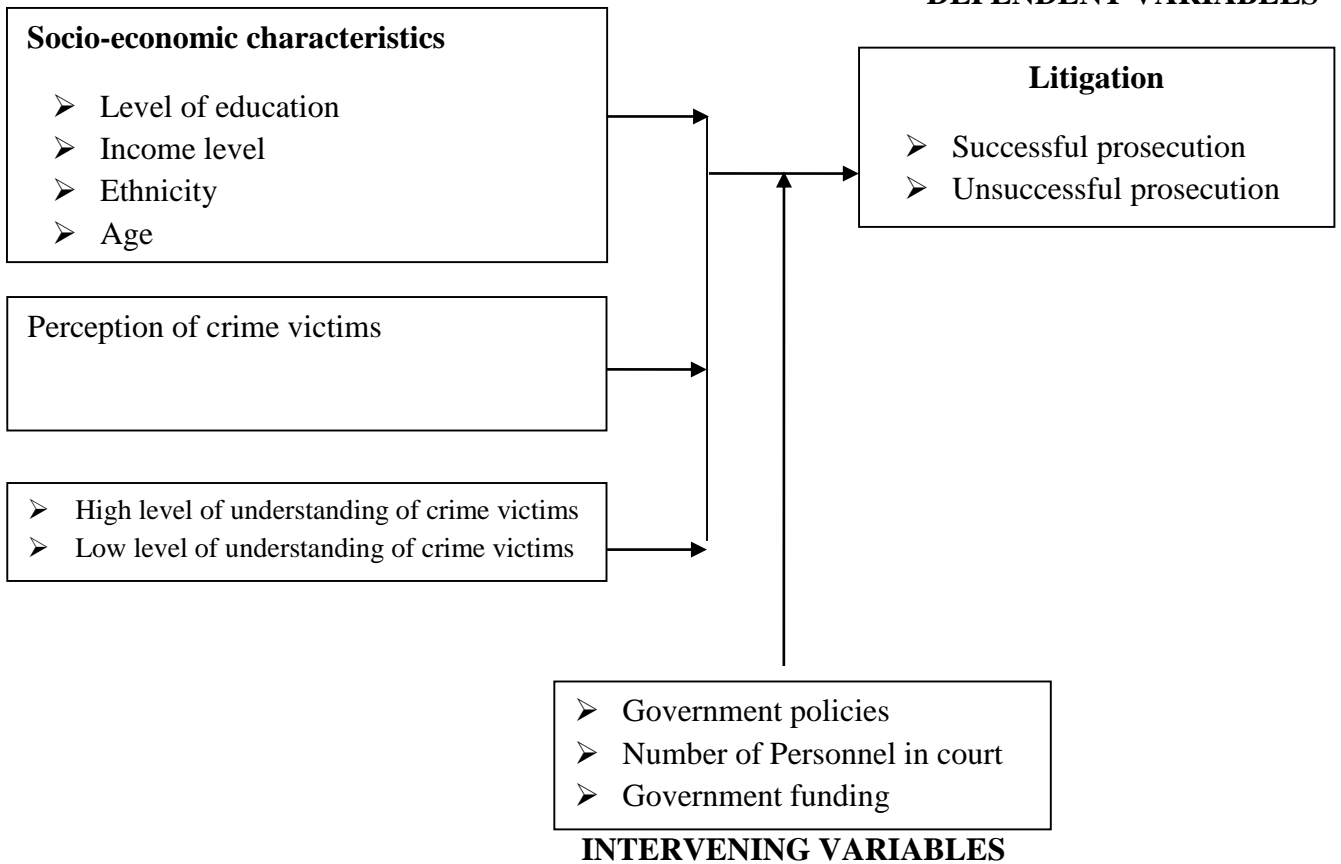 DEPENDENT VARIABLES
Socio-economic characteristics
➢ Level of education
➢ Income level
➢ Ethnicity
➢ Age
Litigation
➢ Successful prosecution
➢ Unsuccessful prosecution
Perception of crime victims
➢ High level of understanding of crime victims
➢ Low level of understanding of crime victims
➢ Government policies
➢ Number of Personnel in court
➢ Government funding
INTERVENING VARIABLES